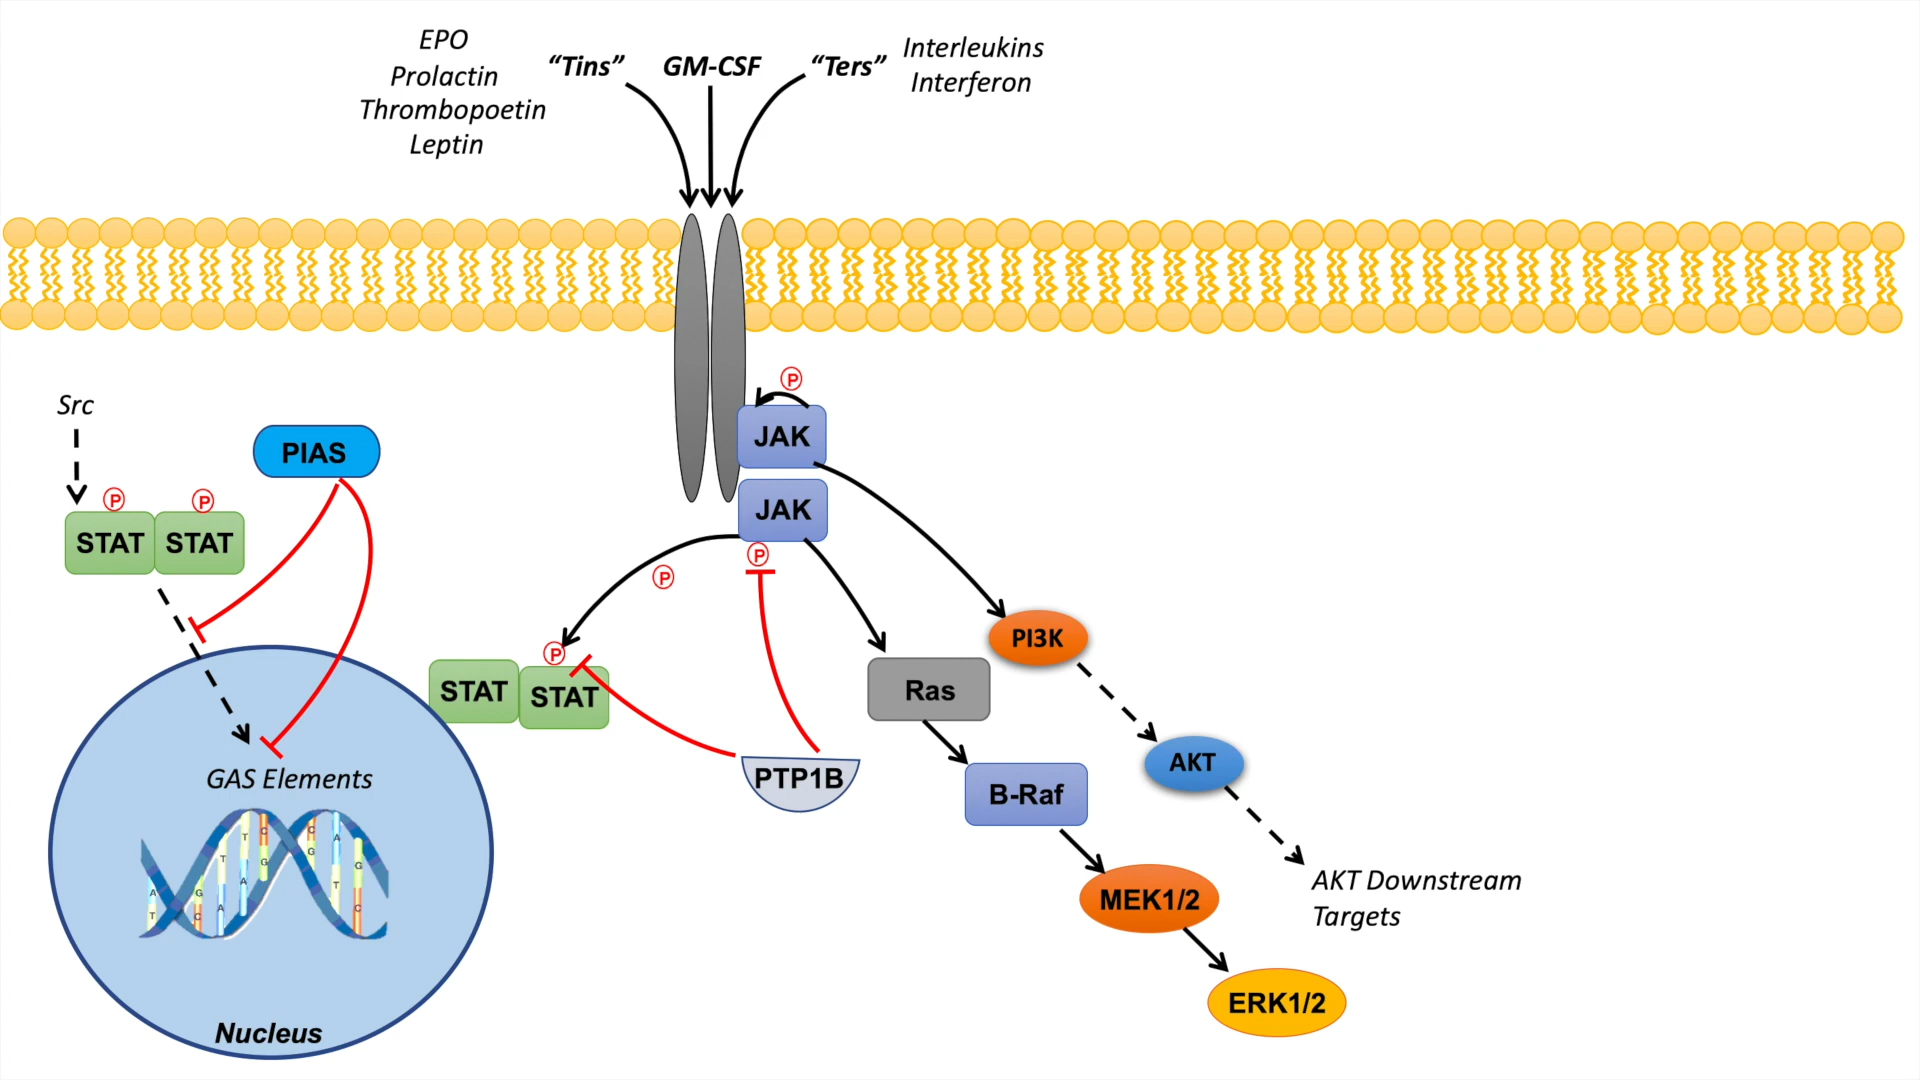 EPO
Prolactin
Thrombopoetin
Leptin
“Tins”
GM-CSF
“Ters”
Interleukins
Interferon
P
JAK
JAK
P
P
Src
PIAS
P
P
STAT
STAT
P
STAT
STAT
PI3K
Ras
PTP1B
B-Raf
AKT
MEK1/2
AKT Downstream
Targets
ERK1/2
GAS Elements
A
T
G
C
T
A
T
A
C
G
C
G
A
T
G
C
Nucleus